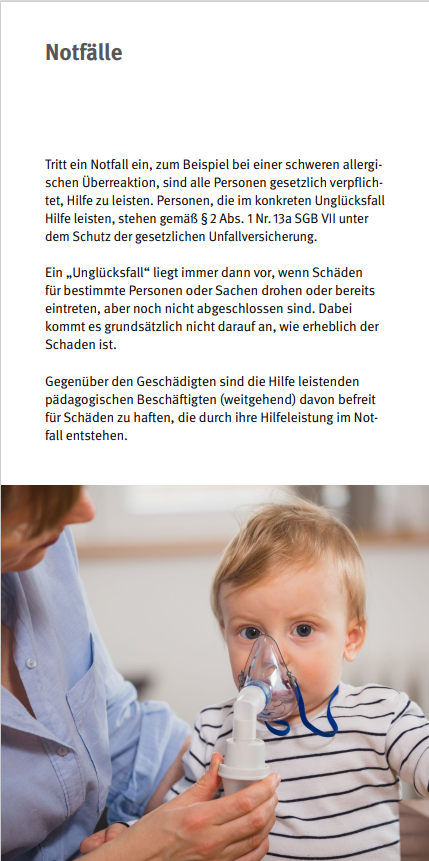 Notfälle
Tritt ein Notfall ein, zum Beispiel bei einer schweren allergi-
schen Überreaktion, sind alle Personen gesetzlich verpflich-
tet, Hilfe zu leisten. Personen, die im konkreten Unglücksfall
Hilfe leisten, stehen gemäß § 2 Abs. 1 Nr. 13a SGB VII unter
dem Schutz der gesetzlichen Unfallversicherung.
Ein „Unglücksfall“ liegt immer dann vor, wenn Schäden
für bestimmte Personen oder Sachen drohen oder bereits
eintreten, aber noch nicht abgeschlossen sind. Dabei
kommt es grundsätzlich nicht darauf an, wie erheblich der
Schaden ist.
Gegenüber den Geschädigten sind die Hilfe leistenden
pädagogischen Beschäftigten (weitgehend) davon befreit
für Schäden zu haften, die durch ihre Hilfeleistung im Not-
fall entstehen.